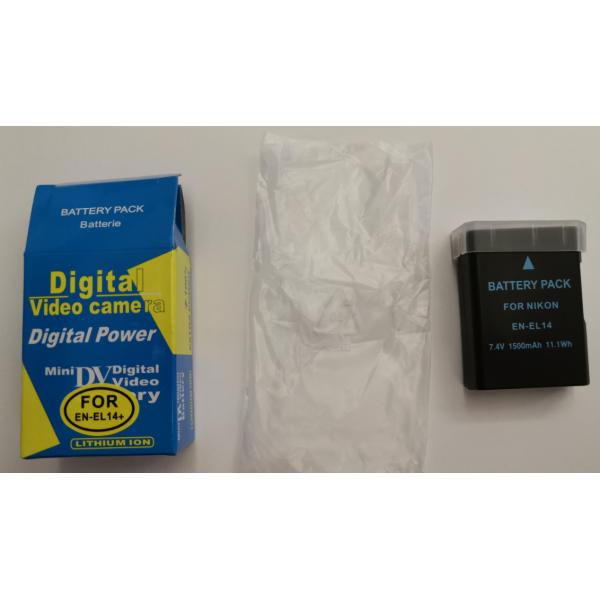 BATTERY PACK
Batterie
Digital
Video camera
Digital Power
Mini DV Digital
Video
ry
FOR
EN-EL14+
LITHIUM ION
BATTERY PACK
FOR NIKON
EN-EL14
7.4V 1500mAh 11.1Wh